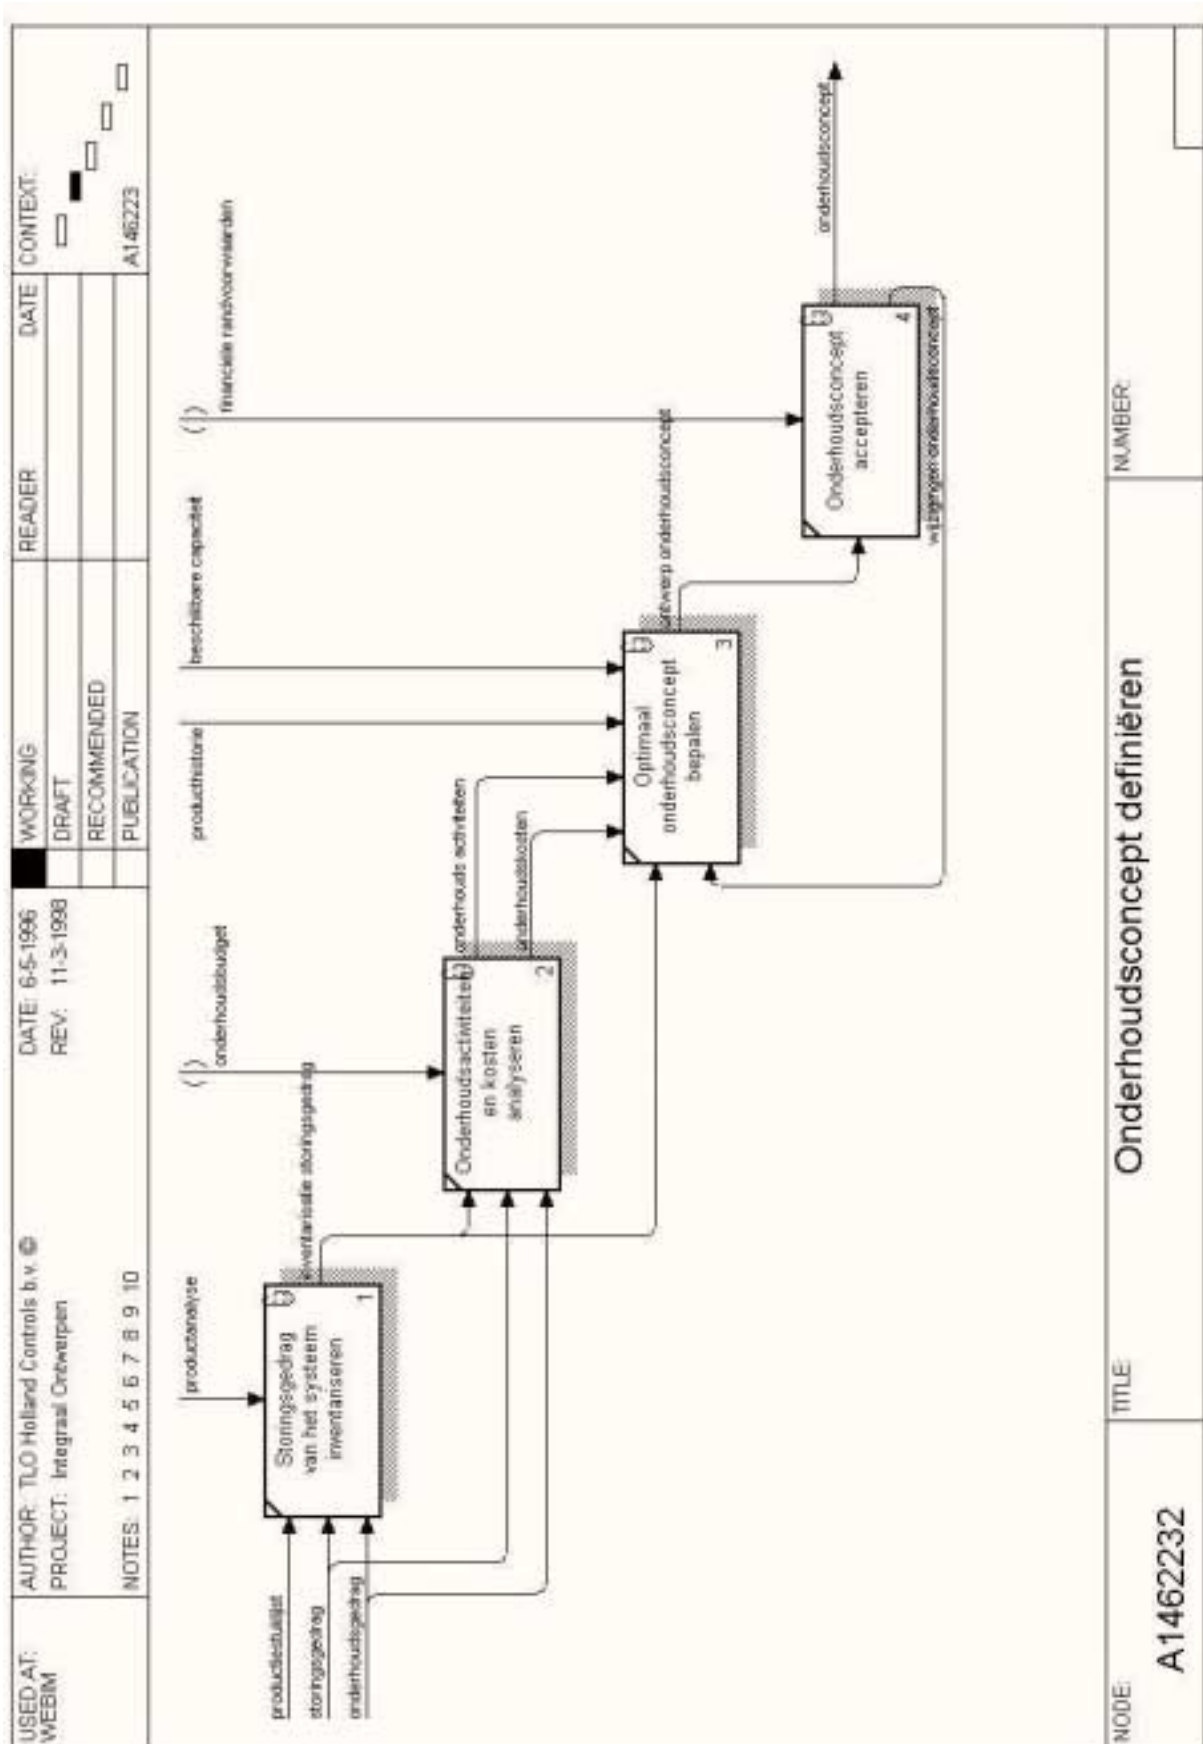 USED AT:
WEBIM
AUTHOR: TLO Holland Controls b.v. ©
PROJECT: Integraal Ontwerpen
NOTES: 1 2 3 4 5 6 7 8 9 10
DATE: 6-5-1996
REV: 11-3-1998
WORKING
DRAFT
RECOMMENDED
PUBLICATION
READER
DATE
CONTEXT:
A146223
productanalyse
onderhoudsbudget
producthistorie
beschikbare capaciteit
financiële randvoorwaarden
productiestuklijst
storingsgedrag
onderhoudsgedrag
Storingsgedrag
van het systeem
inventariseren
1
inventarisatie storingsgedrag
Onderhoudsactiviteiten
en kosten
analyseren
2
onderhouds activiteiten
onderhoudskosten
Optimaal
onderhoudsconcept
bepalen
3
ontwerp onderhoudsconcept
Onderhoudsconcept
accepteren
4
wijzigingen onderhoudsconcept
onderhoudsconcept
NODE:
A1462232
TITLE:
Onderhoudsconcept definiëren
NUMBER: